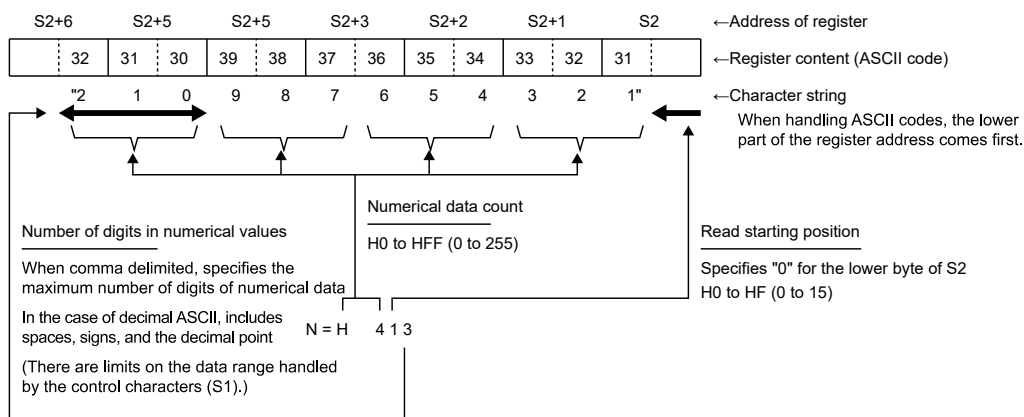 S2+6 S2+5 S2+5 S2+3 S2+2 S2+1 S2 ←Address of register
32 31 30 39 38 37 36 35 34 33 32 31 ←Register content (ASCII code)
"2 1 0 9 8 7 6 5 4 3 2 1" ←Character string
When handling ASCII codes, the lower
part of the register address comes first.
Numerical data count
H0 to HFF (0 to 255)
Number of digits in numerical values
When comma delimited, specifies the
maximum number of digits of numerical data
In the case of decimal ASCII, includes
spaces, signs, and the decimal point
(There are limits on the data range handled
by the control characters (S1).)
Read starting position
Specifies "0" for the lower byte of S2
H0 to HF (0 to 15)
N = H 4 1 3